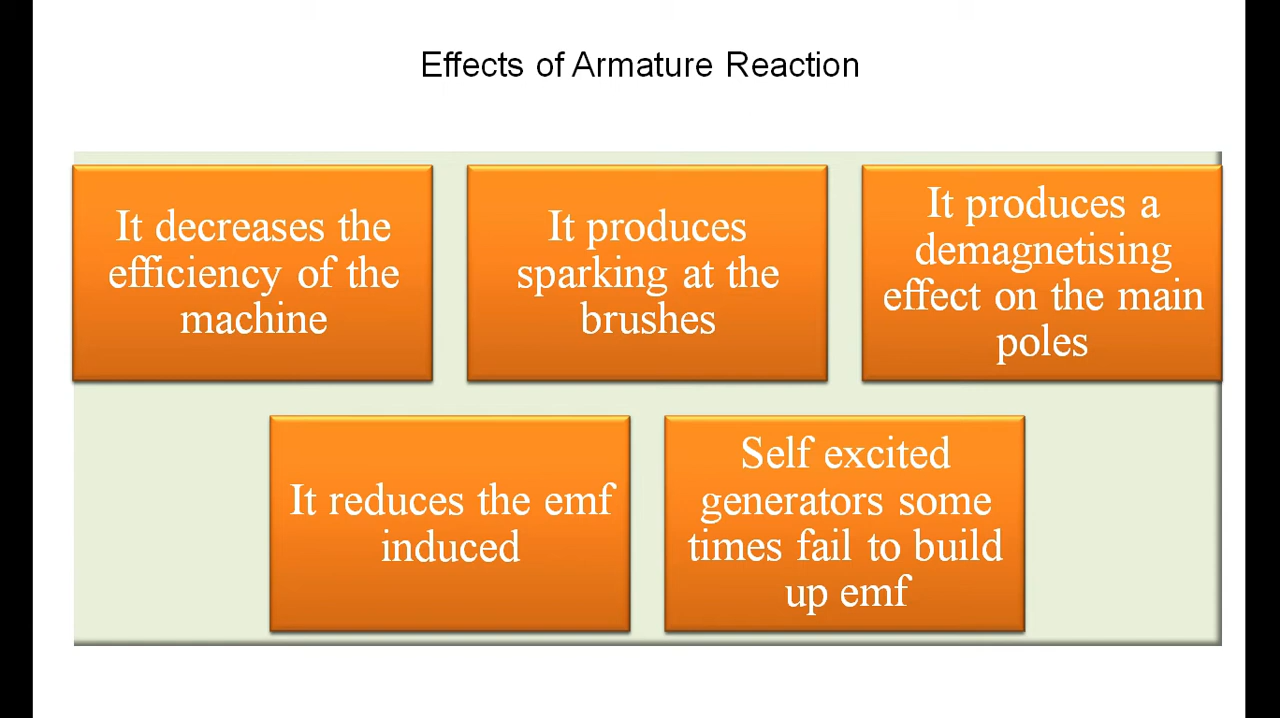 Effects of Armature Reaction
It decreases the
efficiency of the
machine
It produces
sparking at the
brushes
It produces a
demagnetising
effect on the main
poles
It reduces the emf
induced
Self excited
generators some
times fail to build
up emf